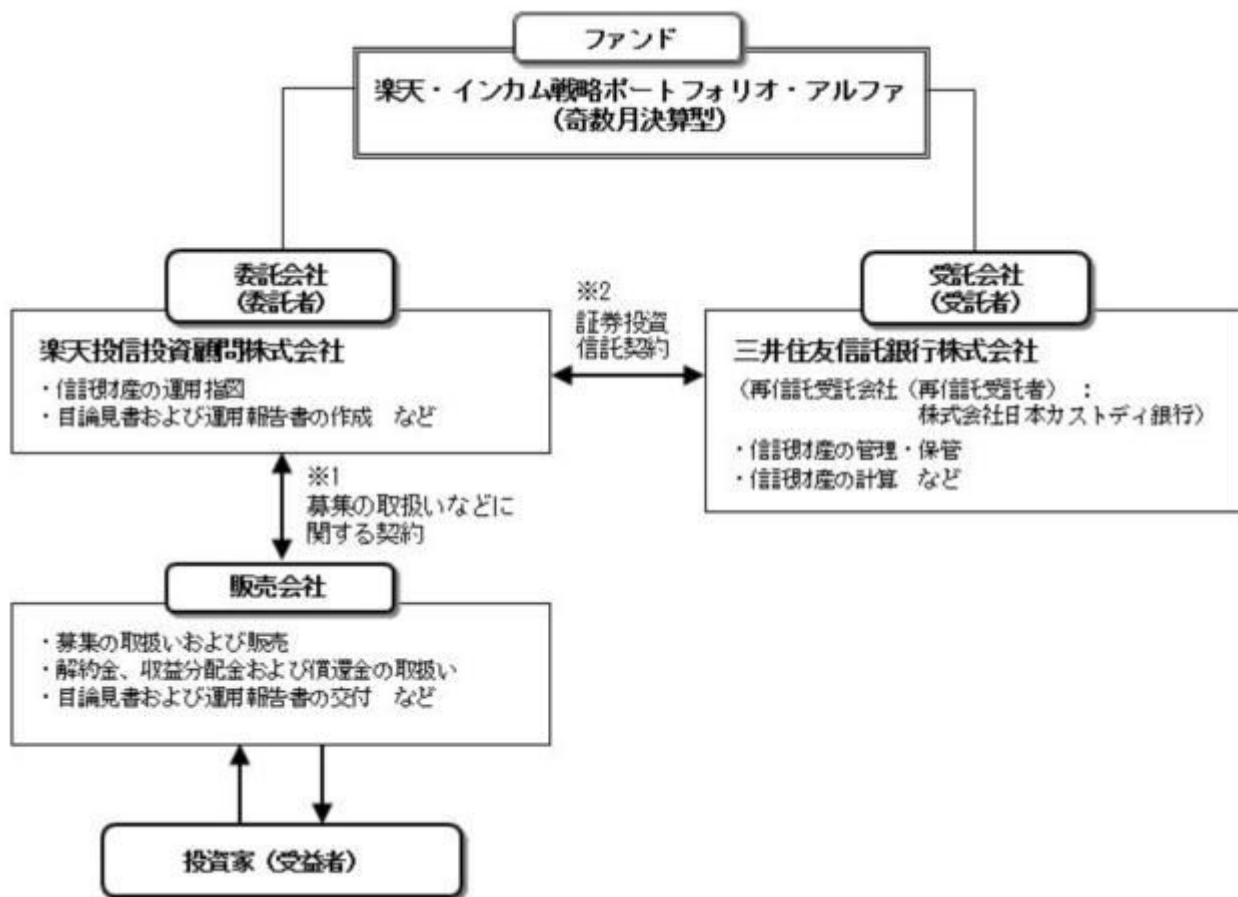 ファンド
楽天・インカム戦略ポートフォリオ・アルファ
(奇数月決算型)
委託会社
(委託者)
楽天投信投資顧問株式会社
・信託財産の運用指図
・目論見書および運用報告書の作成 など
※2
証券投資
信託契約
受託会社
(受託者)
三井住友信託銀行株式会社
(再信託受託会社(再信託受託者) :
株式会社日本カストディ銀行)
・信託財産の管理・保管
・信託財産の計算 など
※1
募集の取扱いなどに
関する契約
販売会社
・募集の取扱いおよび販売
・解約金、収益分配金および償還金の取扱い
・目論見書および運用報告書の交付 など
投資家(受益者)